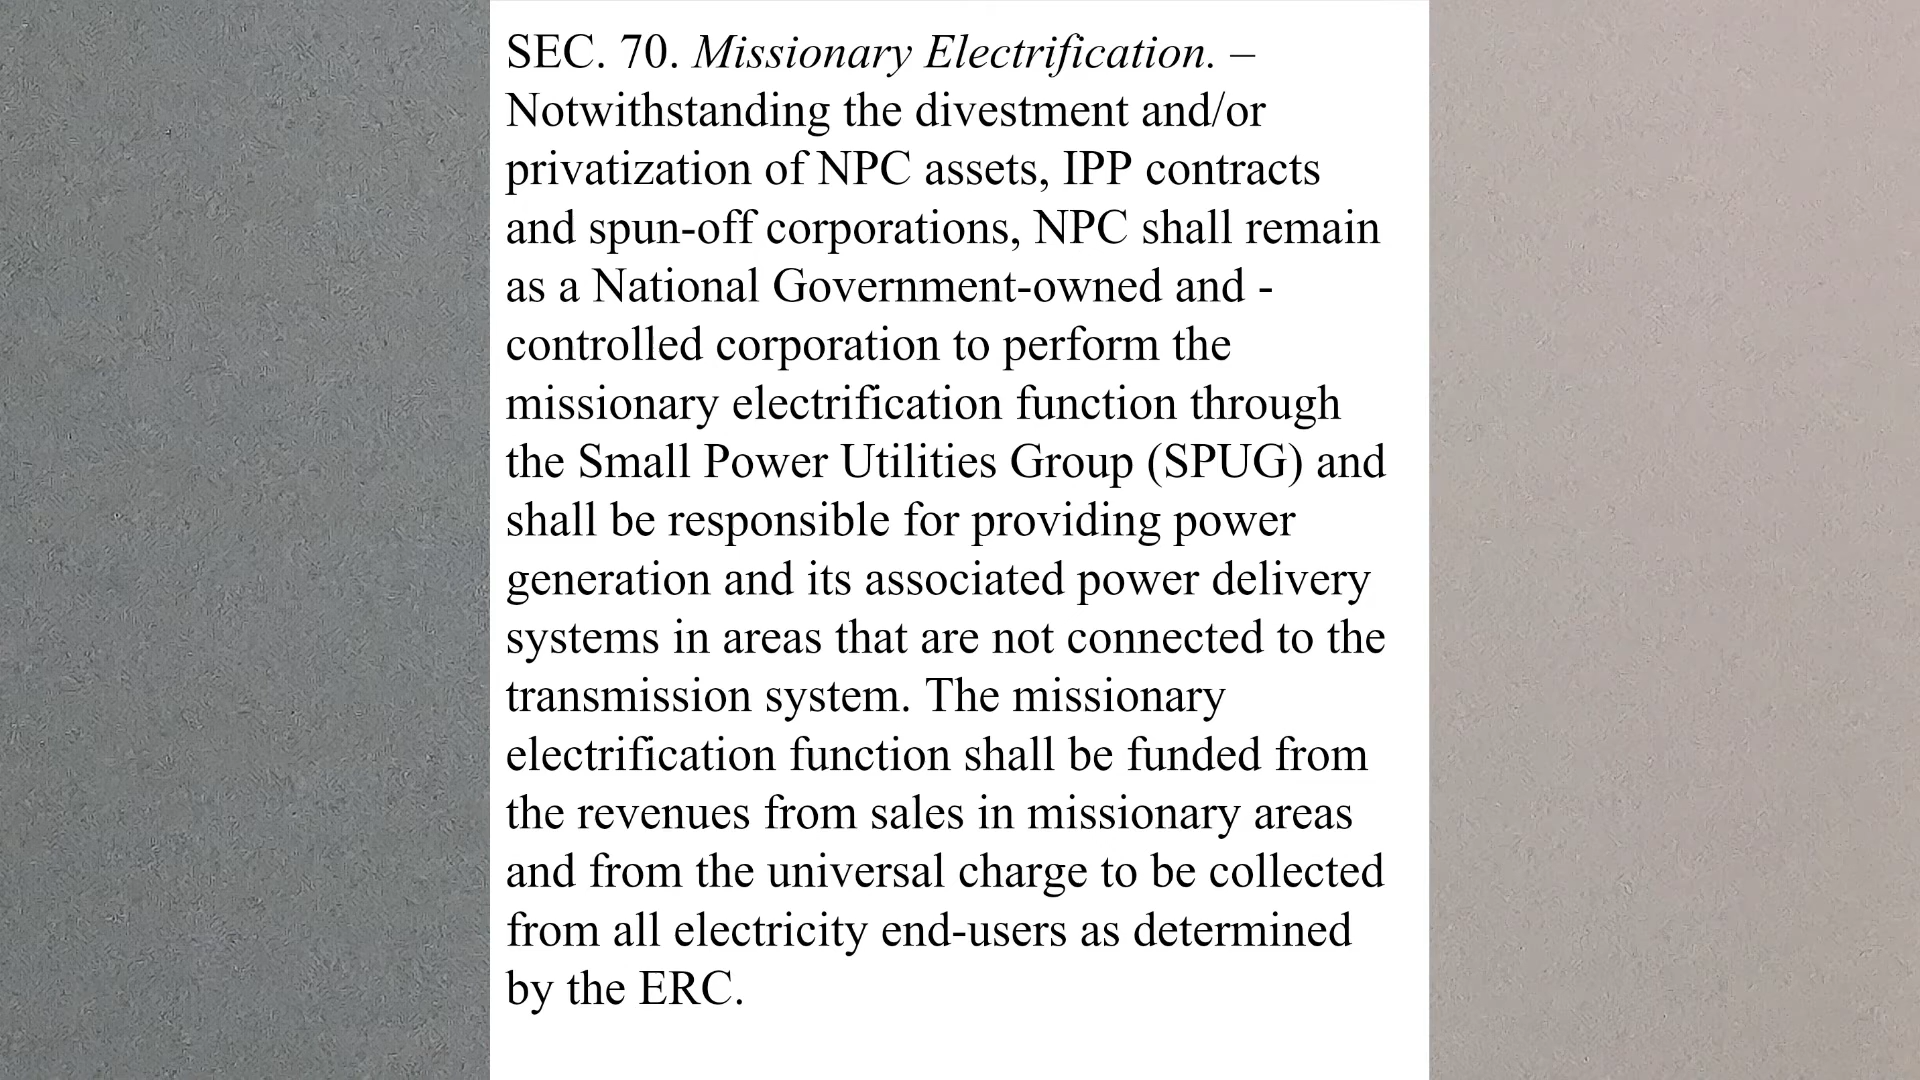 SEC. 70. Missionary Electrification. –
Notwithstanding the divestment and/or
privatization of NPC assets, IPP contracts
and spun-off corporations, NPC shall remain
as a National Government-owned and -
controlled corporation to perform the
missionary electrification function through
the Small Power Utilities Group (SPUG) and
shall be responsible for providing power
generation and its associated power delivery
systems in areas that are not connected to the
transmission system. The missionary
electrification function shall be funded from
the revenues from sales in missionary areas
and from the universal charge to be collected
from all electricity end-users as determined
by the ERC.